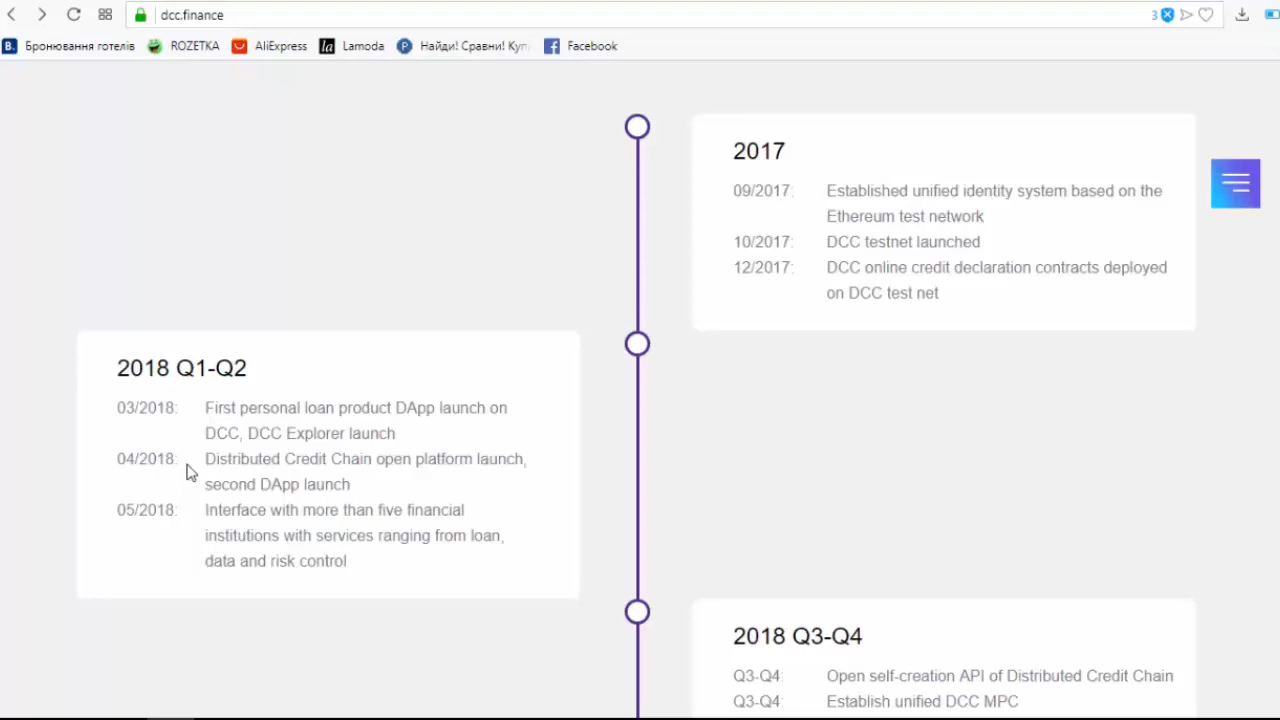 dcc.finance
3
B. Бронювання готелів ROZETKA AliExpress la Lamoda P Найди! Сравни! Куп f Facebook
2017
09/2017: Established unified identity system based on the
Ethereum test network
10/2017: DCC testnet launched
12/2017: DCC online credit declaration contracts deployed
on DCC test net
2018 Q1-Q2
03/2018: First personal loan product DApp launch on
DCC, DCC Explorer launch
04/2018: Distributed Credit Chain open platform launch,
second DApp launch
05/2018: Interface with more than five financial
institutions with services ranging from loan,
data and risk control
2018 Q3-Q4
Q3-Q4: Open self-creation API of Distributed Credit Chain
Q3-Q4: Establish unified DCC MPC